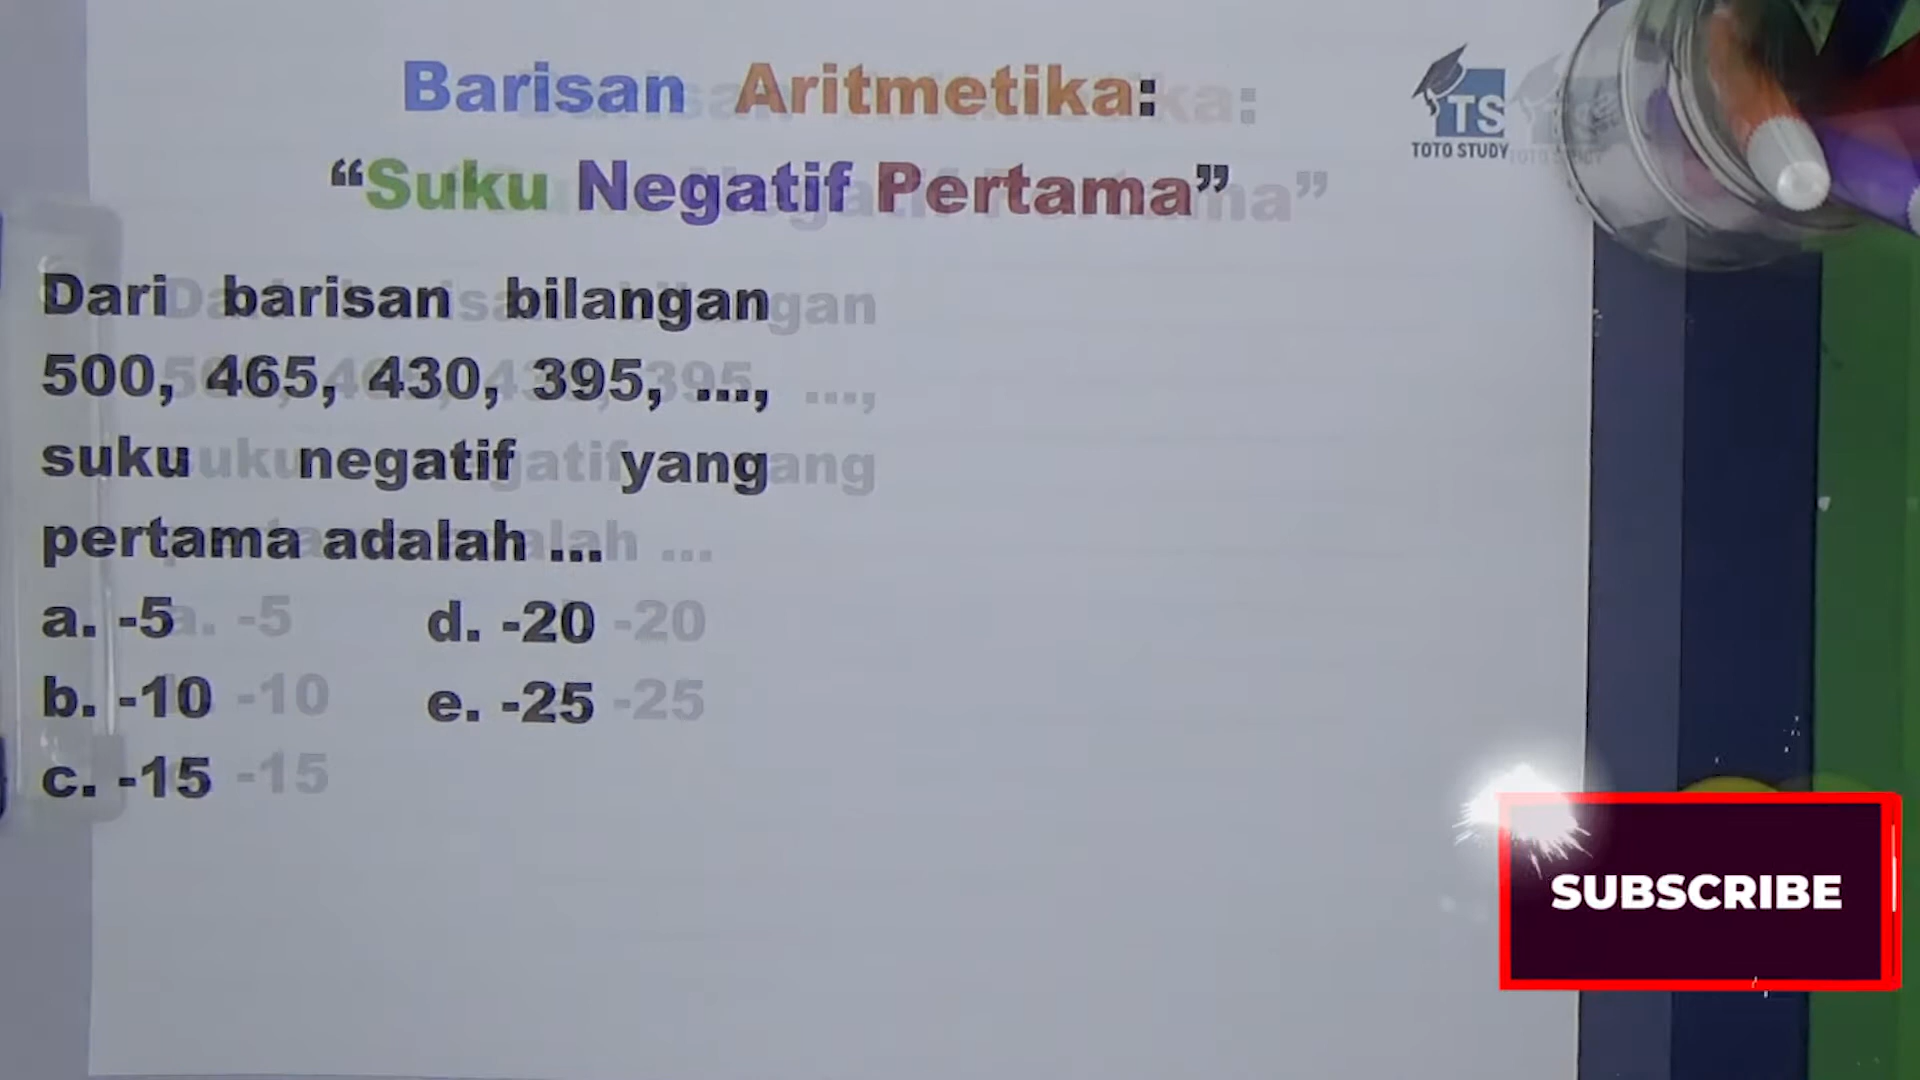 Barisan Aritmetika:
“Suku Negatif Pertama”
TS
TOTO STUDY
Dari barisan bilangan
500, 465, 430, 395, ...,
suku negatif yang
pertama adalah ...
a. -5 d. -20
b. -10 e. -25
c. -15
SUBSCRIBE